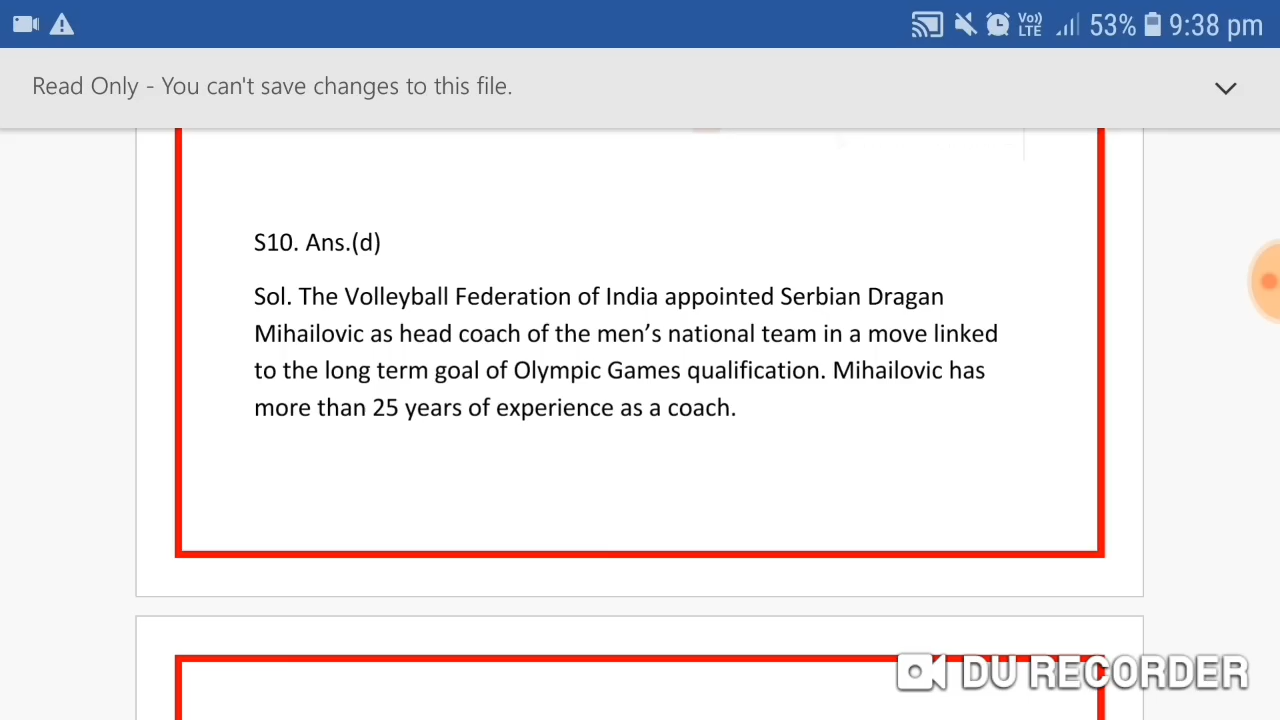 Vo)) LTE 53% 9:38 pm
Read Only - You can't save changes to this file.
S10. Ans.(d)
Sol. The Volleyball Federation of India appointed Serbian Dragan
Mihailovic as head coach of the men’s national team in a move linked
to the long term goal of Olympic Games qualification. Mihailovic has
more than 25 years of experience as a coach.
DU RECORDER